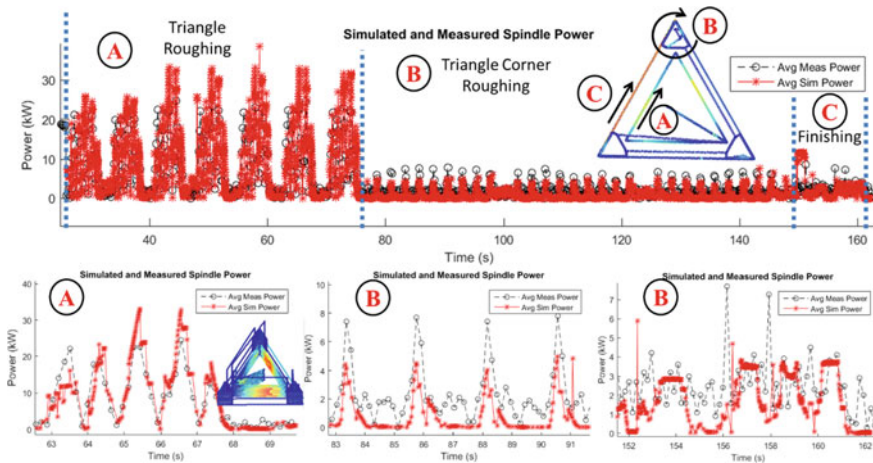 A
Triangle
Roughing
Simulated and Measured Spindle Power
B
Triangle Corner
Roughing
B
C
A
Avg Meas Power
Avg Sim Power
C
Finishing
Power (kW)
30
20
10
0
40 60 80 100 120 140 160
Time (s)
Simulated and Measured Spindle Power
A
Avg Meas Power
Avg Sim Power
Power (kW)
40
30
20
10
0
63 64 65 66 67 68 69
Time (s)
Simulated and Measured Spindle Power
B
Avg Meas Power
Avg Sim Power
Power (kW)
8
6
4
2
0
83 84 85 86 87 88 89 90 91
Time (s)
Simulated and Measured Spindle Power
B
Avg Meas Power
Avg Sim Power
Power (kW)
7
6
5
4
3
2
1
0
152 154 156 158 160 162
Time (s)